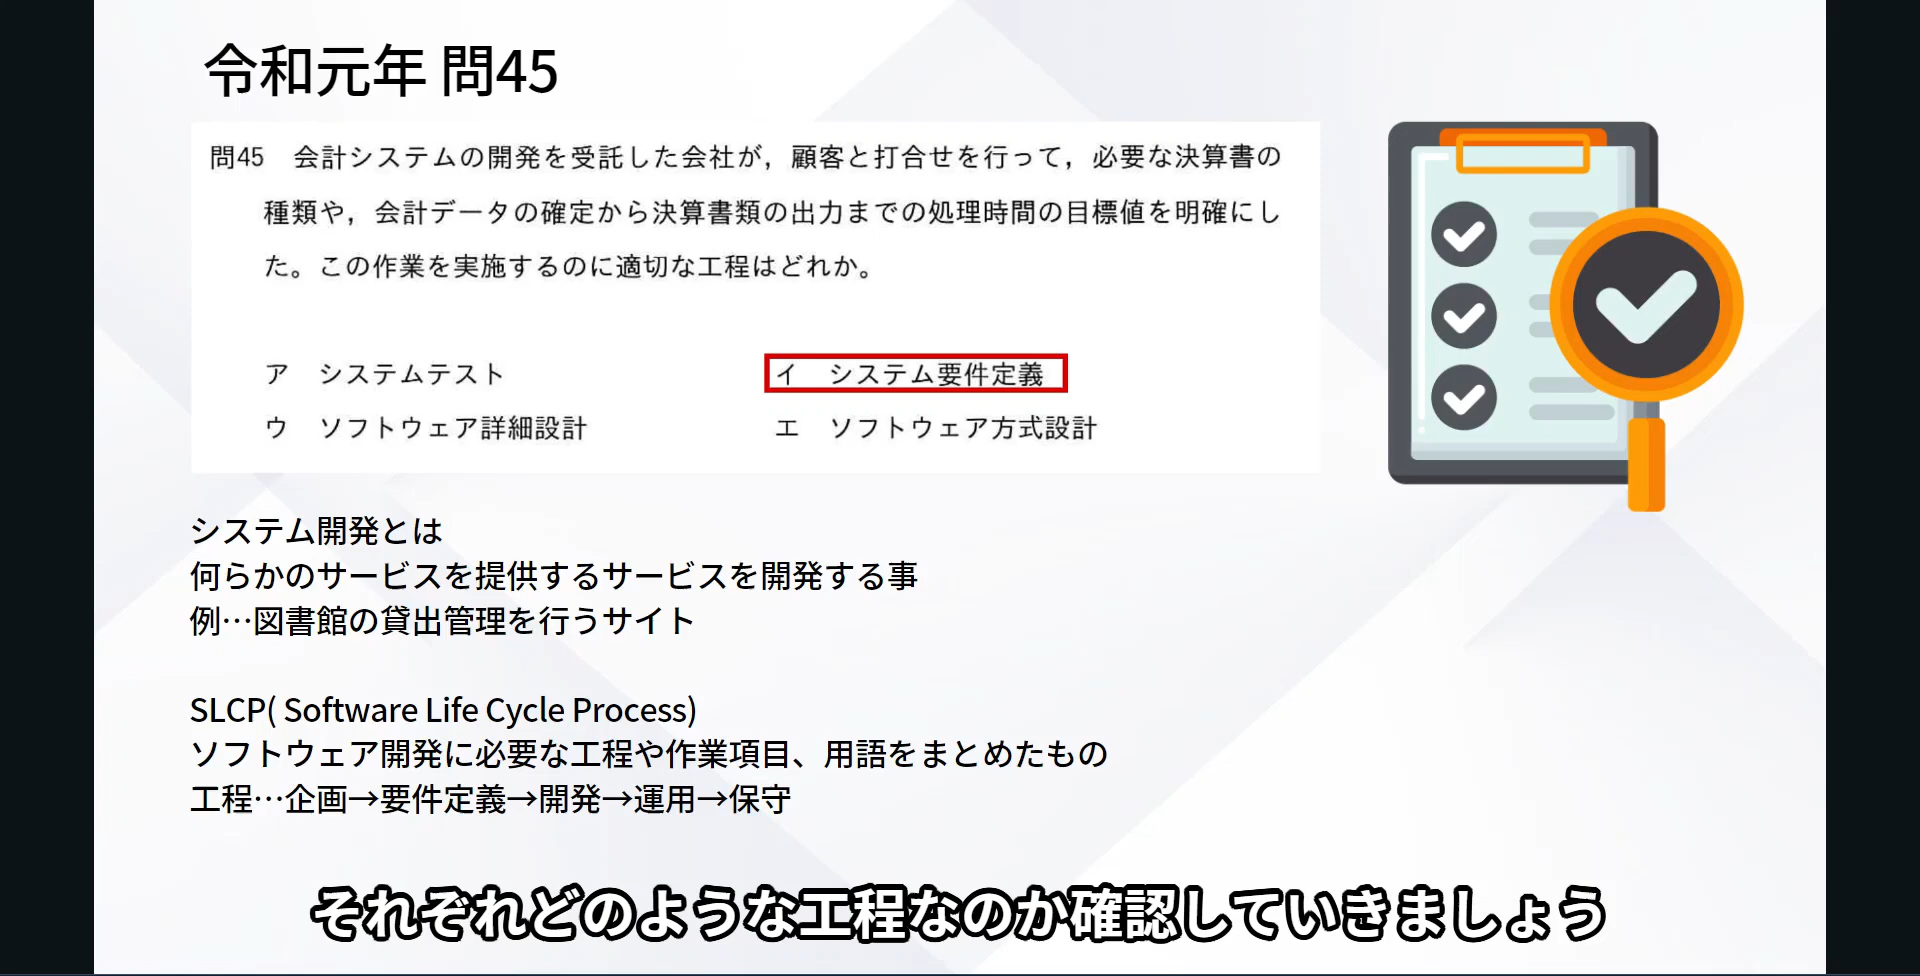 令和元年 問45
問45 会計システムの開発を受託した会社が，顧客と打合せを行って，必要な決算書の
種類や，会計データの確定から決算書類の出力までの処理時間の目標値を明確にし
た。この作業を実施するのに適切な工程はどれか。
ア システムテスト
イ システム要件定義
ウ ソフトウェア詳細設計
エ ソフトウェア方式設計
システム開発とは
何らかのサービスを提供するサービスを開発する事
例…図書館の貸出管理を行うサイト
SLCP( Software Life Cycle Process)
ソフトウェア開発に必要な工程や作業項目、用語をまとめたもの
工程…企画→要件定義→開発→運用→保守
それぞれどのような工程なのか確認していきましょう